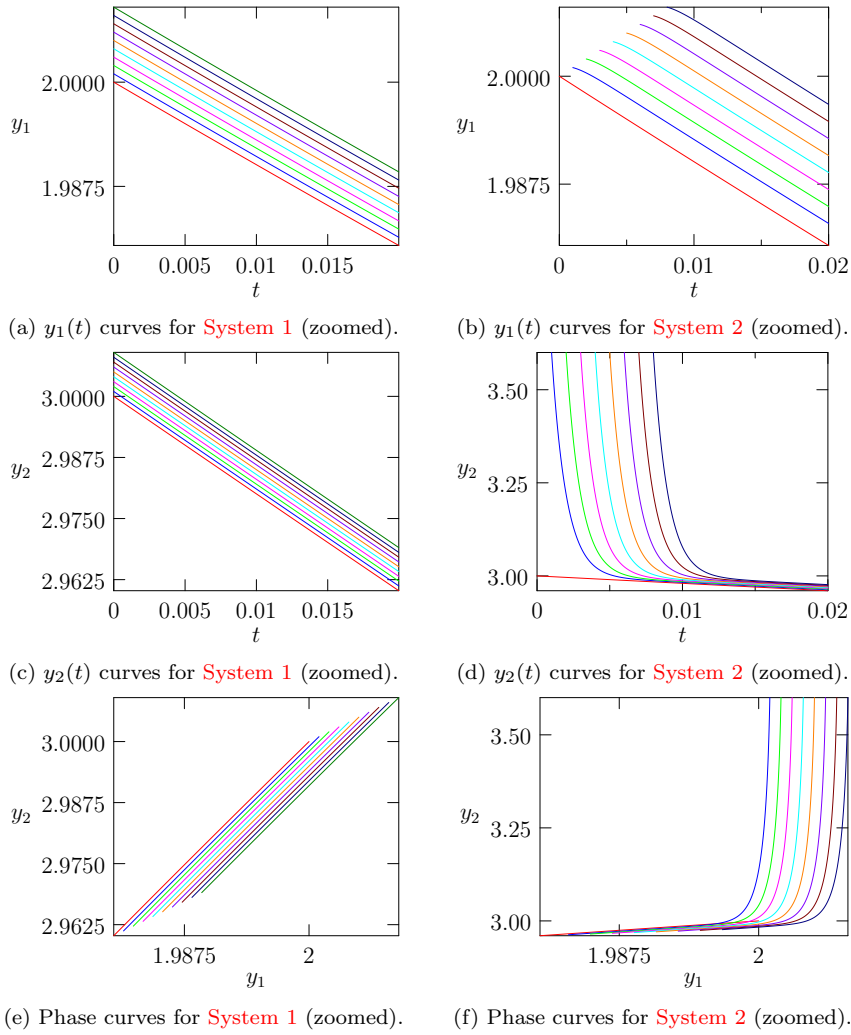 2.0000
y1
1.9875
0 0.005 0.01 0.015
t
(a) y1(t) curves for System 1 (zoomed).
2.0000
y1
1.9875
0 0.01 0.02
t
(b) y1(t) curves for System 2 (zoomed).
3.0000
2.9875
y2
2.9750
2.9625
0 0.005 0.01 0.015
t
(c) y2(t) curves for System 1 (zoomed).
3.50
y2
3.25
3.00
0 0.01 0.02
t
(d) y2(t) curves for System 2 (zoomed).
3.0000
2.9875
y2
2.9750
2.9625
1.9875 2
y1
(e) Phase curves for System 1 (zoomed).
3.50
y2
3.25
3.00
1.9875 2
y1
(f) Phase curves for System 2 (zoomed).